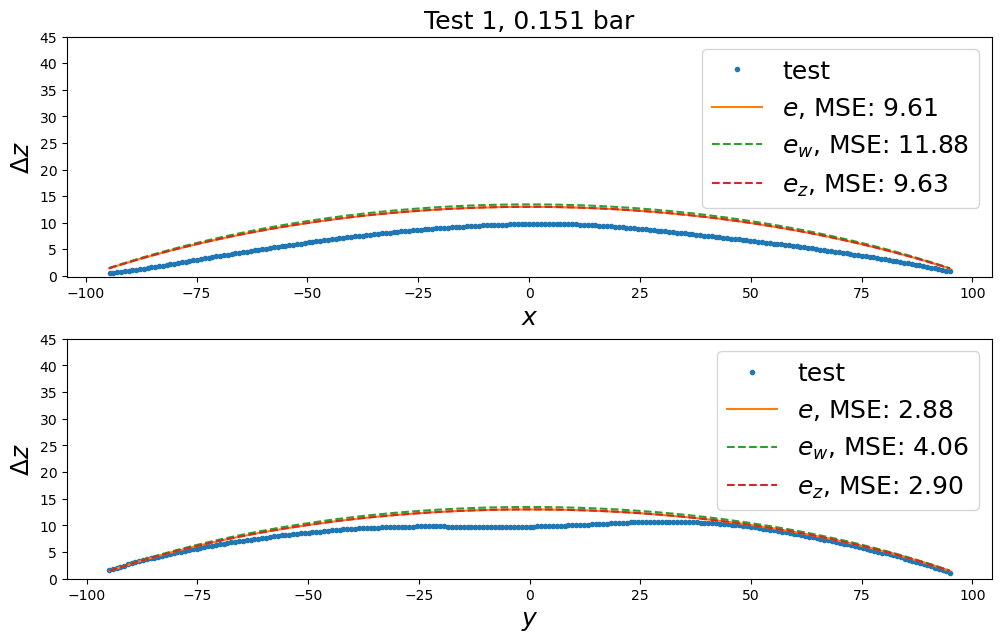 Test 1, 0.151 bar
45
40
35
30
25
20
15
10
5
0
Δz
test
e, MSE: 9.61
e_w, MSE: 11.88
e_z, MSE: 9.63
−100 −75 −50 −25 0 25 50 75 100
x
45
40
35
30
25
20
15
10
5
0
Δz
test
e, MSE: 2.88
e_w, MSE: 4.06
e_z, MSE: 2.90
−100 −75 −50 −25 0 25 50 75 100
y